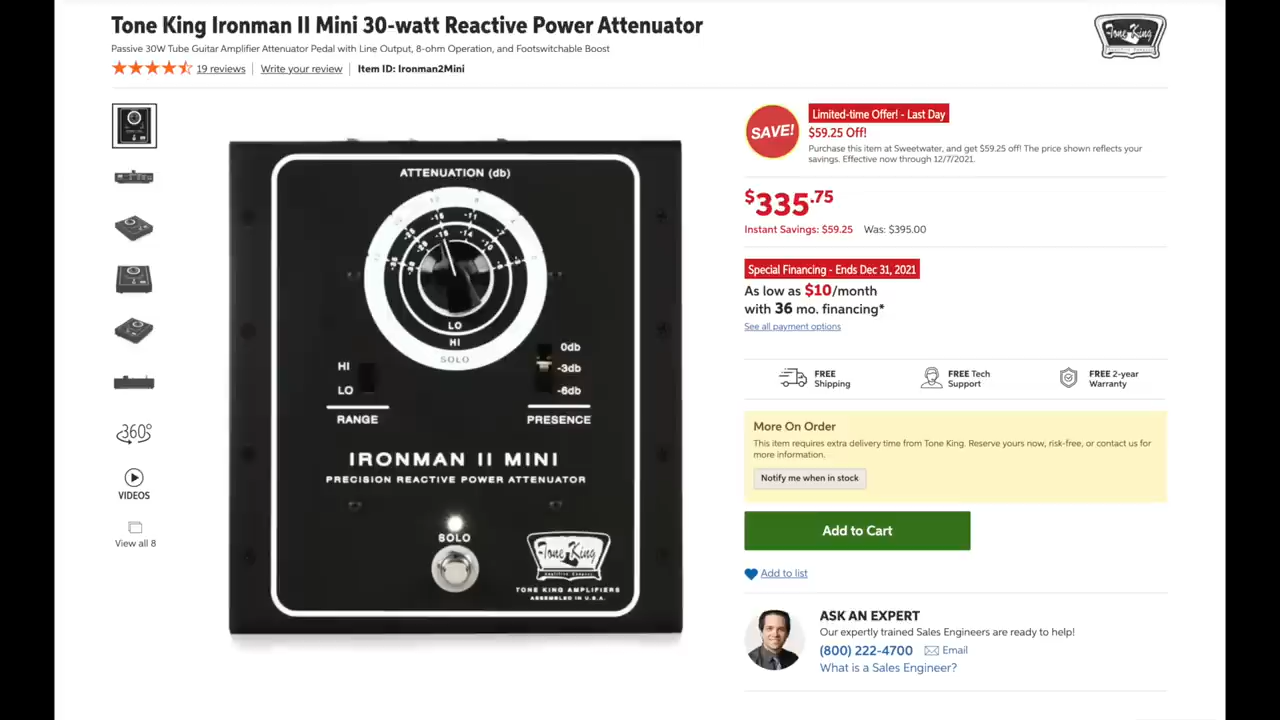 Tone King Ironman II Mini 30-watt Reactive Power Attenuator
Passive 30W Tube Guitar Amplifier Attenuator Pedal with Line Output, 8-ohm Operation, and Footswitchable Boost
19 reviews Write your review Item ID: Ironman2Mini
Tone King
360°
VIDEOS
View all 8
ATTENUATION (db)
LO
HI
SOLO
HI
LO
RANGE
0db
-3db
-6db
PRESENCE
IRONMAN II MINI
PRECISION REACTIVE POWER ATTENUATOR
SOLO
Tone King
Amplifier Company
TONE KING AMPLIFIERS
ASSEMBLED IN U.S.A.
SAVE!
Limited-time Offer! - Last Day
$59.25 Off!
Purchase this item at Sweetwater, and get $59.25 off! The price shown reflects your
savings. Effective now through 12/7/2021.
$335.75
Instant Savings: $59.25 Was: $395.00
Special Financing - Ends Dec 31, 2021
As low as $10/month
with 36 mo. financing*
See all payment options
FREE
Shipping
FREE Tech
Support
FREE 2-year
Warranty
More On Order
This item requires extra delivery time from Tone King. Reserve yours now, risk-free, or contact us for
more information.
Notify me when in stock
Add to Cart
Add to list
ASK AN EXPERT
Our expertly trained Sales Engineers are ready to help!
(800) 222-4700 Email
What is a Sales Engineer?